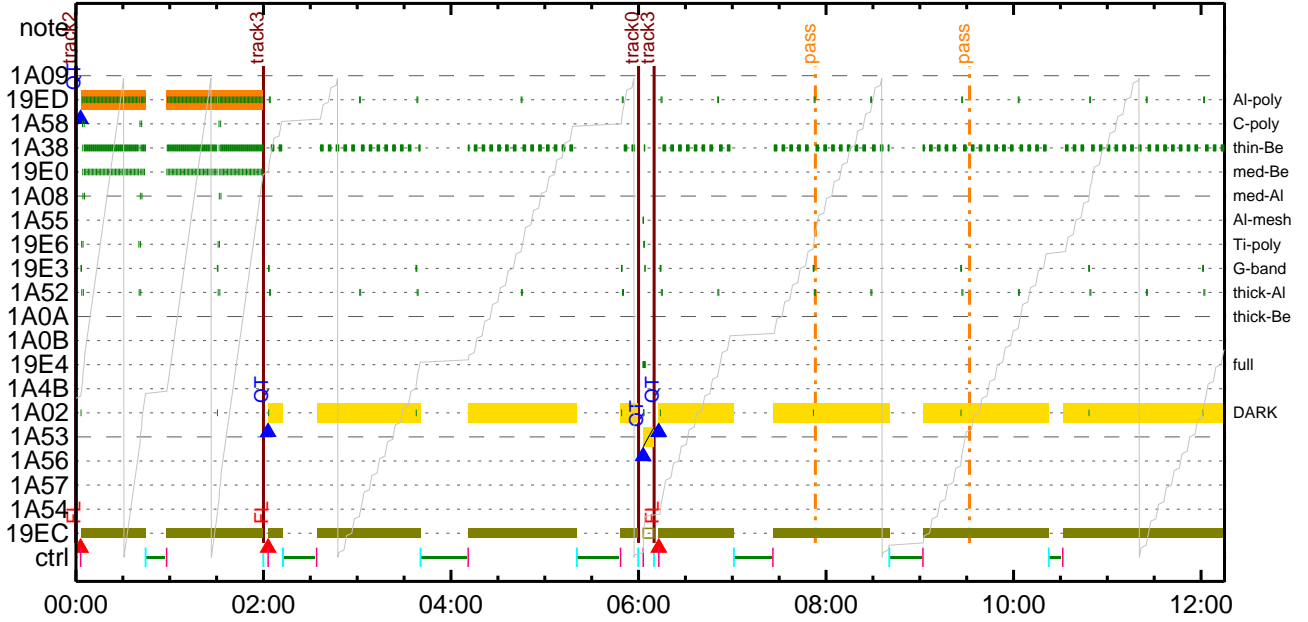 note track2 track3 track0 track3 pass pass
QT
1A09
19ED Al-poly
1A58 C-poly
1A38 thin-Be
19E0 med-Be
1A08 med-Al
1A55 Al-mesh
19E6 Ti-poly
19E3 G-band
1A52 thick-Al
1A0A thick-Be
1A0B
19E4 full
1A4B QT QT
1A02 QT DARK
1A53
1A56
1A57
1A54 FL FL FL
19EC
ctrl
00:00 02:00 04:00 06:00 08:00 10:00 12:00